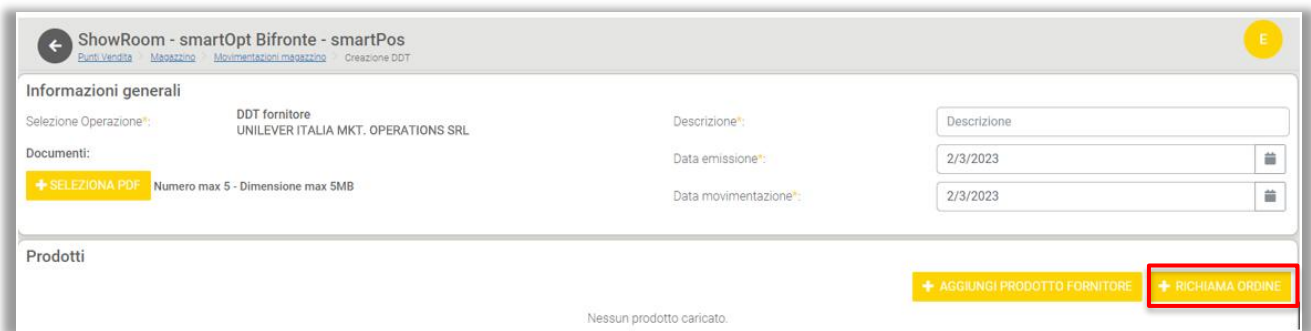 ShowRoom - smartOpt Bifronte - smartPos
E
Punti Vendita > Magazzino > Movimentazioni magazzino > Creazione DDT
Informazioni generali
Selezione Operazione*:
DDT fornitore
UNILEVER ITALIA MKT. OPERATIONS SRL
Documenti:
+ SELEZIONA PDF Numero max 5 - Dimensione max 5MB
Descrizione*: Descrizione
Data emissione*: 2/3/2023
Data movimentazione*: 2/3/2023
Prodotti
+ AGGIUNGI PRODOTTO FORNITORE + RICHIAMA ORDINE
Nessun prodotto caricato.